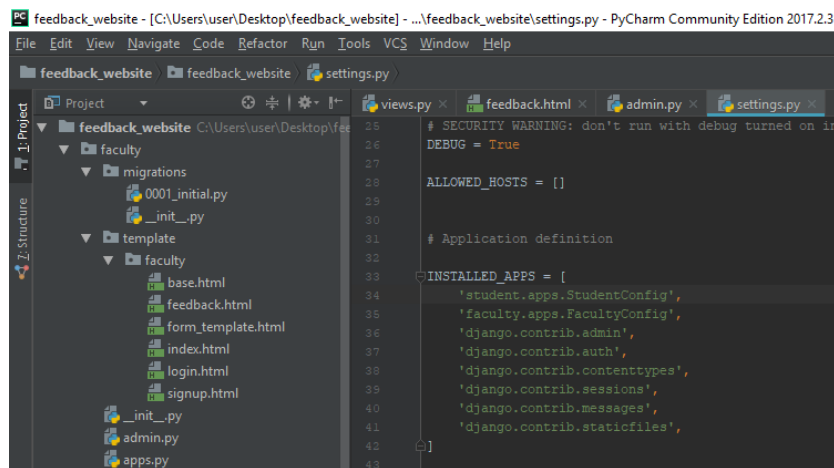 PC feedback_website - [C:\Users\user\Desktop\feedback_website] - ...\feedback_website\settings.py - PyCharm Community Edition 2017.2.3
File Edit View Navigate Code Refactor Run Tools VCS Window Help
feedback_website feedback_website settings.py
Project
views.py feedback.html admin.py settings.py
1: Project
7: Structure
feedback_website C:\Users\user\Desktop\fee
faculty
migrations
0001_initial.py
__init__.py
template
faculty
base.html
feedback.html
form_template.html
index.html
login.html
signup.html
__init__.py
admin.py
apps.py
25 # SECURITY WARNING: don't run with debug turned on in
26 DEBUG = True
27
28 ALLOWED_HOSTS = []
29
30
31 # Application definition
32
33 INSTALLED_APPS = [
34 'student.apps.StudentConfig',
35 'faculty.apps.FacultyConfig',
36 'django.contrib.admin',
37 'django.contrib.auth',
38 'django.contrib.contenttypes',
39 'django.contrib.sessions',
40 'django.contrib.messages',
41 'django.contrib.staticfiles',
42 ]
43